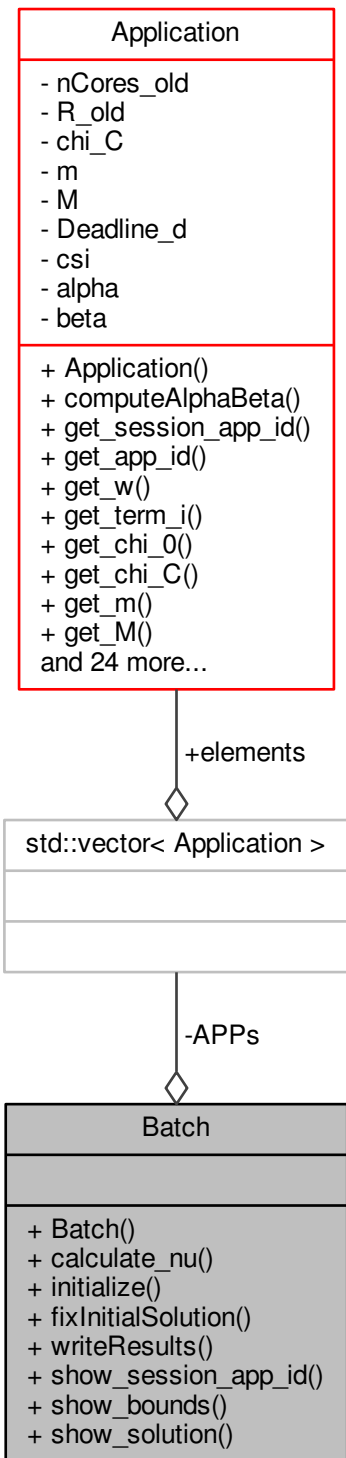 Application
- nCores_old
- R_old
- chi_C
- m
- M
- Deadline_d
- csi
- alpha
- beta
+ Application()
+ computeAlphaBeta()
+ get_session_app_id()
+ get_app_id()
+ get_w()
+ get_term_i()
+ get_chi_0()
+ get_chi_C()
+ get_m()
+ get_M()
and 24 more...
+elements
std::vector< Application >
-APPs
Batch
+ Batch()
+ calculate_nu()
+ initialize()
+ fixInitialSolution()
+ writeResults()
+ show_session_app_id()
+ show_bounds()
+ show_solution()